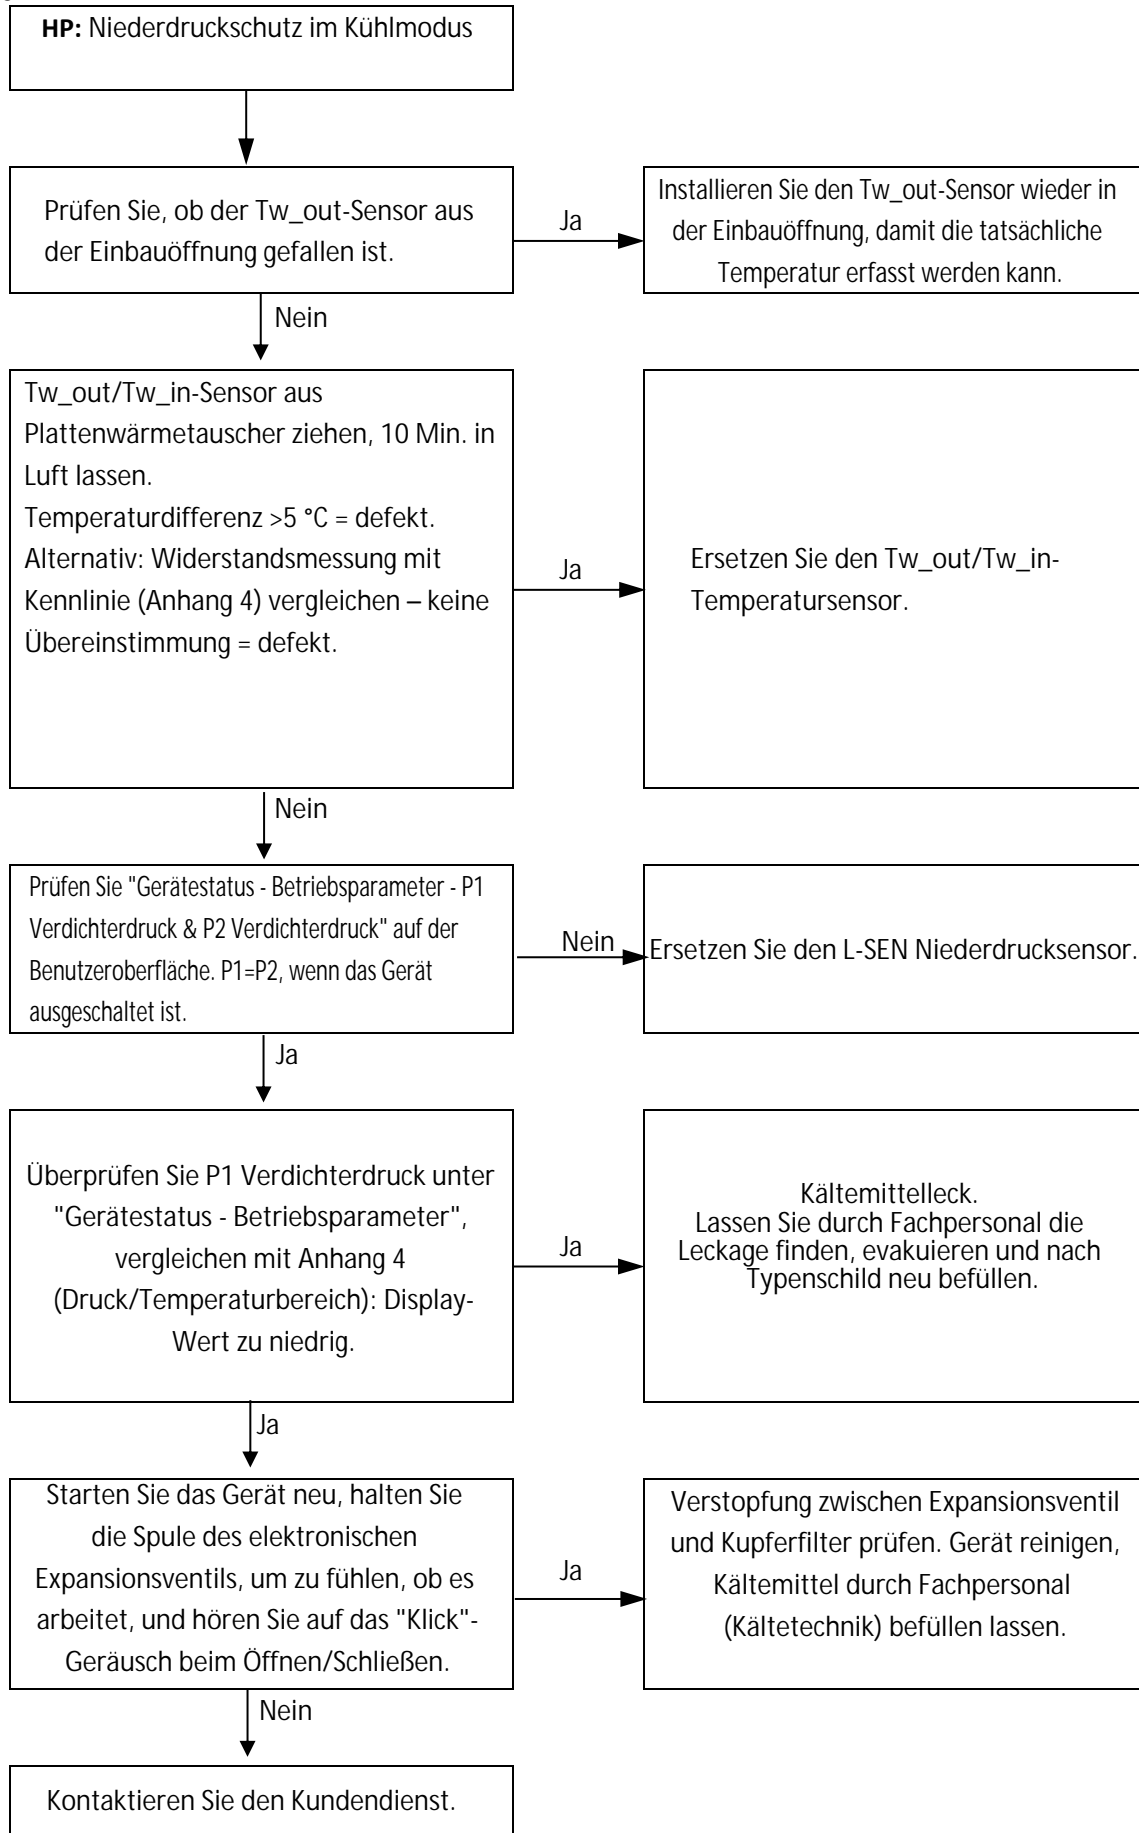 HP: Niederdruckschutz im Kühlmodus
Prüfen Sie, ob der Tw_out-Sensor aus
der Einbauöffnung gefallen ist.
Ja
Installieren Sie den Tw_out-Sensor wieder in
der Einbauöffnung, damit die tatsächliche
Temperatur erfasst werden kann.
Nein
Tw_out/Tw_in-Sensor aus
Plattenwärmetauscher ziehen, 10 Min. in
Luft lassen.
Temperaturdifferenz >5 °C = defekt.
Alternativ: Widerstandsmessung mit
Kennlinie (Anhang 4) vergleichen – keine
Übereinstimmung = defekt.
Ja
Ersetzen Sie den Tw_out/Tw_in-
Temperatursensor.
Nein
Prüfen Sie "Gerätestatus - Betriebsparameter - P1
Verdichterdruck & P2 Verdichterdruck" auf der
Benutzeroberfläche. P1=P2, wenn das Gerät
ausgeschaltet ist.
Nein
Ersetzen Sie den L-SEN Niederdrucksensor.
Ja
Überprüfen Sie P1 Verdichterdruck unter
"Gerätestatus - Betriebsparameter",
vergleichen mit Anhang 4
(Druck/Temperaturbereich): Display-
Wert zu niedrig.
Ja
Kältemittelleck.
Lassen Sie durch Fachpersonal die
Leckage finden, evakuieren und nach
Typenschild neu befüllen.
Ja
Starten Sie das Gerät neu, halten Sie
die Spule des elektronischen
Expansionsventils, um zu fühlen, ob es
arbeitet, und hören Sie auf das "Klick"-
Geräusch beim Öffnen/Schließen.
Ja
Verstopfung zwischen Expansionsventil
und Kupferfilter prüfen. Gerät reinigen,
Kältemittel durch Fachpersonal
(Kältetechnik) befüllen lassen.
Nein
Kontaktieren Sie den Kundendienst.